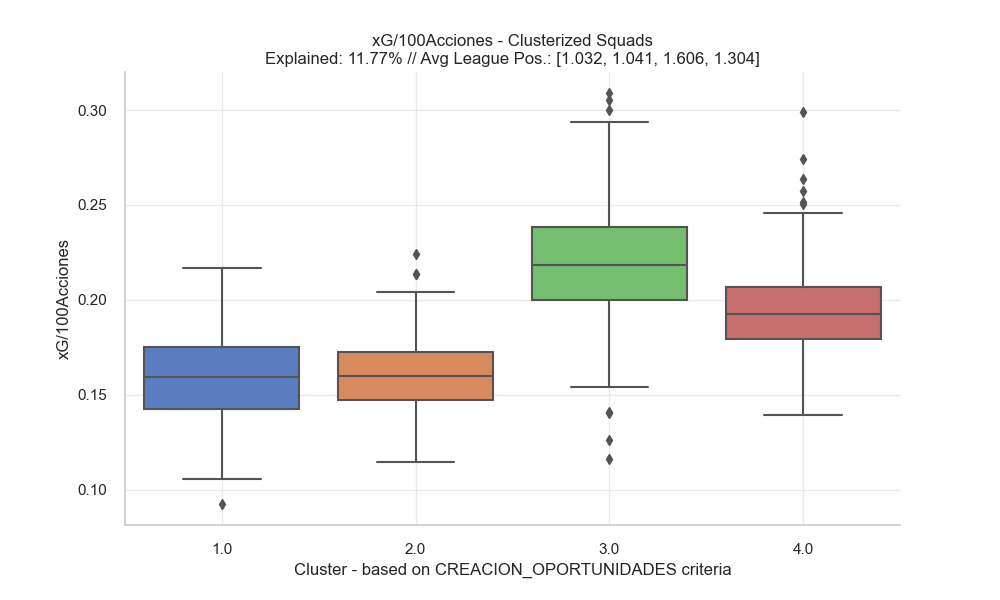 xG/100Acciones - Clusterized Squads
Explained: 11.77% // Avg League Pos.: [1.032, 1.041, 1.606, 1.304]
xG/100Acciones
0.30
0.25
0.20
0.15
0.10
1.0 2.0 3.0 4.0
Cluster - based on CREACION_OPORTUNIDADES criteria